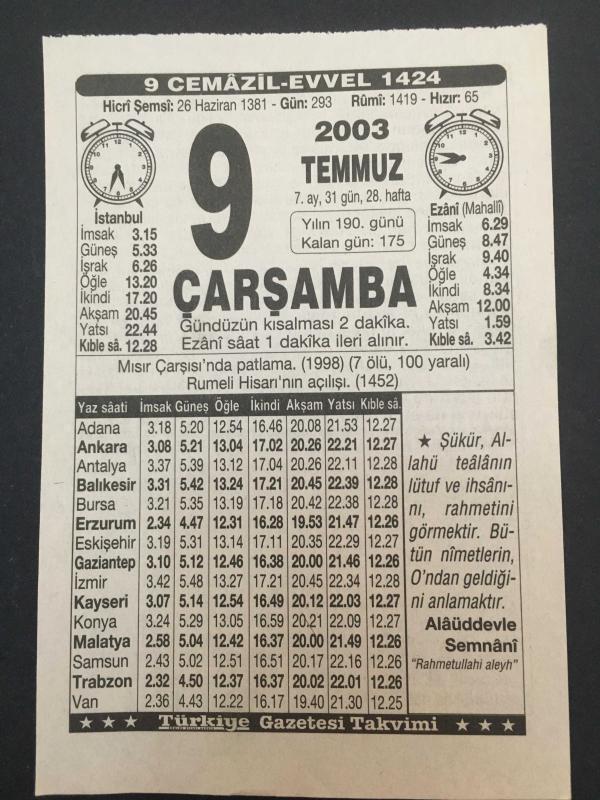 9 CEMÂZİL-EVVEL 1424
Hicrî Şemsî: 26 Haziran 1381 - Gün: 293 Rûmî: 1419 - Hızır: 65
9
2003
TEMMUZ
7. ay, 31 gün, 28. hafta
Yılın 190. günü
Kalan gün: 175
ÇARŞAMBA
Gündüzün kısalması 2 dakîka.
Ezânî sâat 1 dakîka ileri alınır.
İstanbul
İmsak 3.15
Güneş 5.33
İşrak 6.26
Öğle 13.20
İkindi 17.20
Akşam 20.45
Yatsı 22.44
Kıble sâ. 12.28
Ezânî (Mahallî)
İmsak 6.29
Güneş 8.47
İşrak 9.40
Öğle 4.34
İkindi 8.34
Akşam 12.00
Yatsı 1.59
Kıble sâ. 3.42
Mısır Çarşısı'nda patlama. (1998) (7 ölü, 100 yaralı)
Rumeli Hisarı'nın açılışı. (1452)
Yaz sâati İmsak Güneş Öğle İkindi Akşam Yatsı Kıble sâ.
Adana 3.18 5.20 12.54 16.46 20.08 21.53 12.27
Ankara 3.08 5.21 13.04 17.02 20.26 22.21 12.27
Antalya 3.37 5.39 13.12 17.04 20.26 22.11 12.28
Balıkesir 3.31 5.42 13.24 17.21 20.45 22.39 12.28
Bursa 3.21 5.35 13.19 17.18 20.42 22.38 12.28
Erzurum 2.34 4.47 12.31 16.28 19.53 21.47 12.26
Eskişehir 3.19 5.31 13.14 17.11 20.35 22.29 12.27
Gaziantep 3.10 5.12 12.46 16.38 20.00 21.46 12.26
İzmir 3.42 5.48 13.27 17.21 20.45 22.34 12.28
Kayseri 3.07 5.14 12.54 16.49 20.12 22.03 12.27
Konya 3.24 5.29 13.05 16.59 20.21 22.09 12.27
Malatya 2.58 5.04 12.42 16.37 20.00 21.49 12.26
Samsun 2.43 5.02 12.51 16.51 20.17 22.16 12.26
Trabzon 2.32 4.50 12.37 16.37 20.02 22.01 12.26
Van 2.36 4.43 12.22 16.17 19.40 21.30 12.25
★ Şükür, Al-
lahü teâlânın
lütuf ve ihsânı-
nı, rahmetini
görmektir. Bü-
tün nîmetlerin,
O'ndan geldiği-
ni anlamaktır.
Alâüddevle
Semnânî
"Rahmetullahi aleyh"
★ ★ ★ Türkiye Gazetesi Takvimi ★ ★ ★